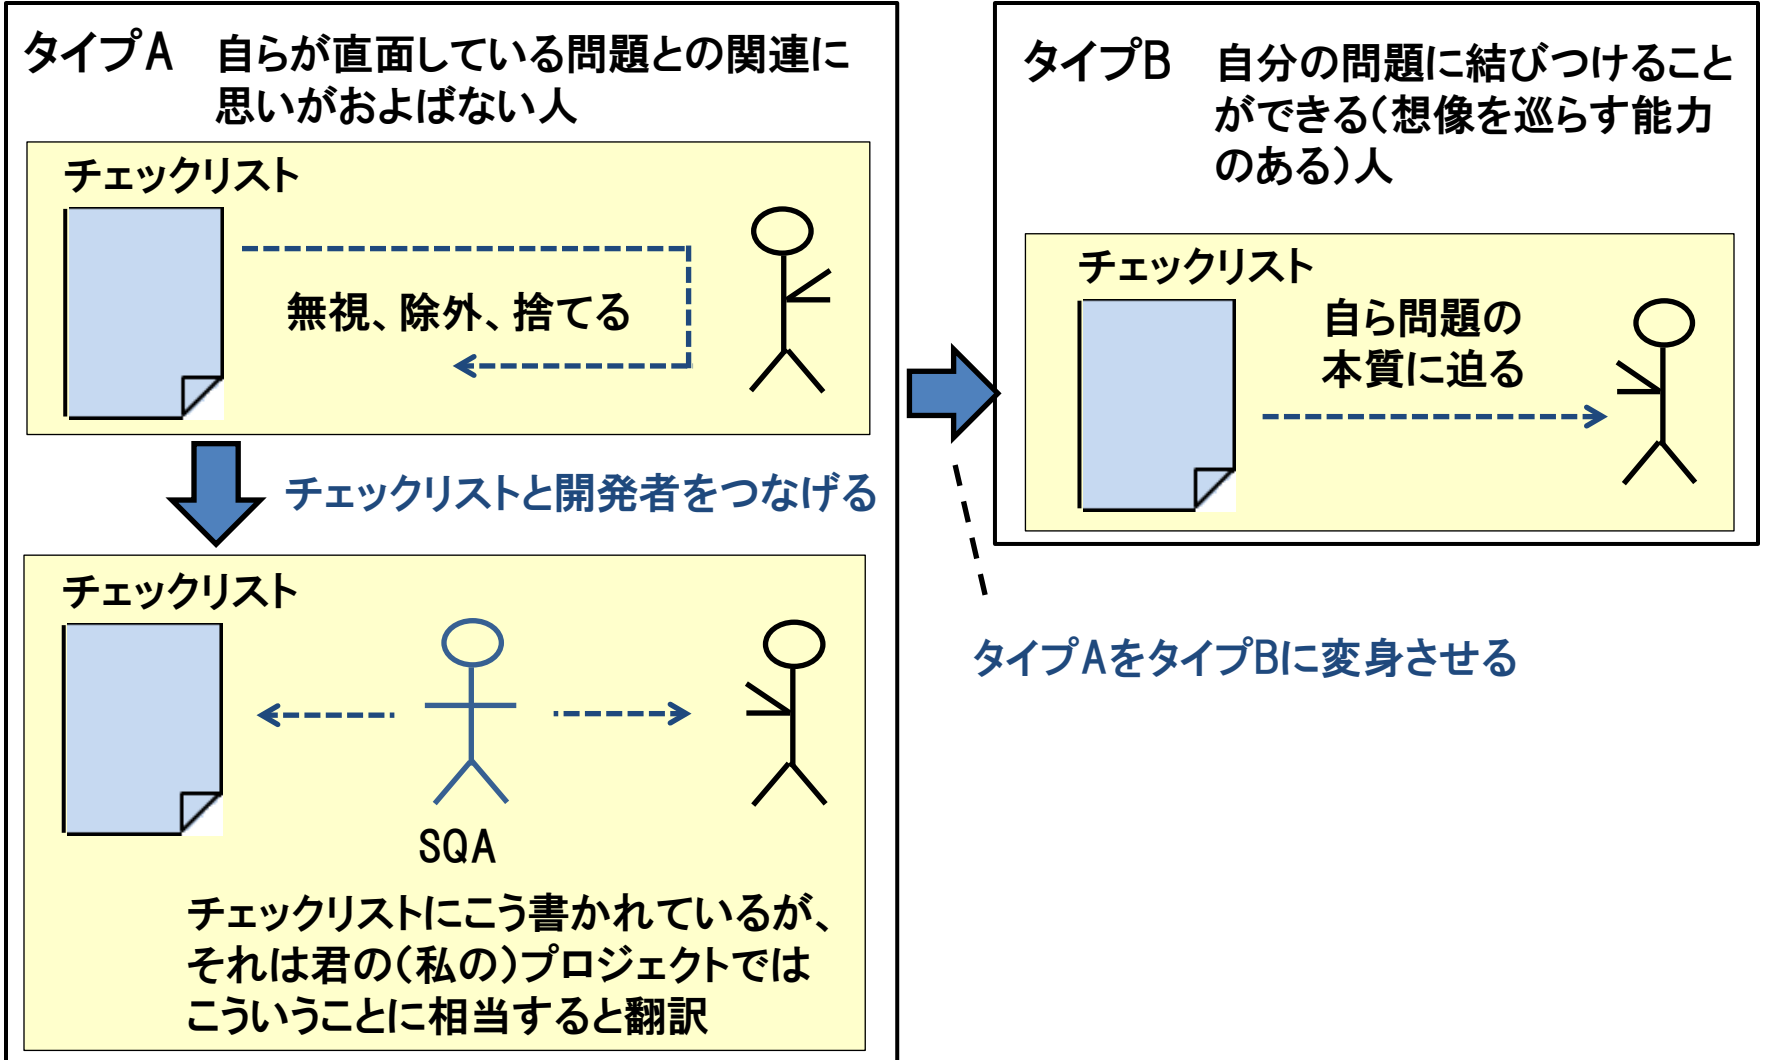 タイプA 自らが直面している問題との関連に
思いがおよばない人
チェックリスト
無視、除外、捨てる
チェックリストと開発者をつなげる
チェックリスト
SQA
チェックリストにこう書かれているが、
それは君の(私の)プロジェクトでは
こういうことに相当すると翻訳
タイプB 自分の問題に結びつけること
ができる(想像を巡らす能力
のある)人
チェックリスト
自ら問題の
本質に迫る
タイプAをタイプBに変身させる